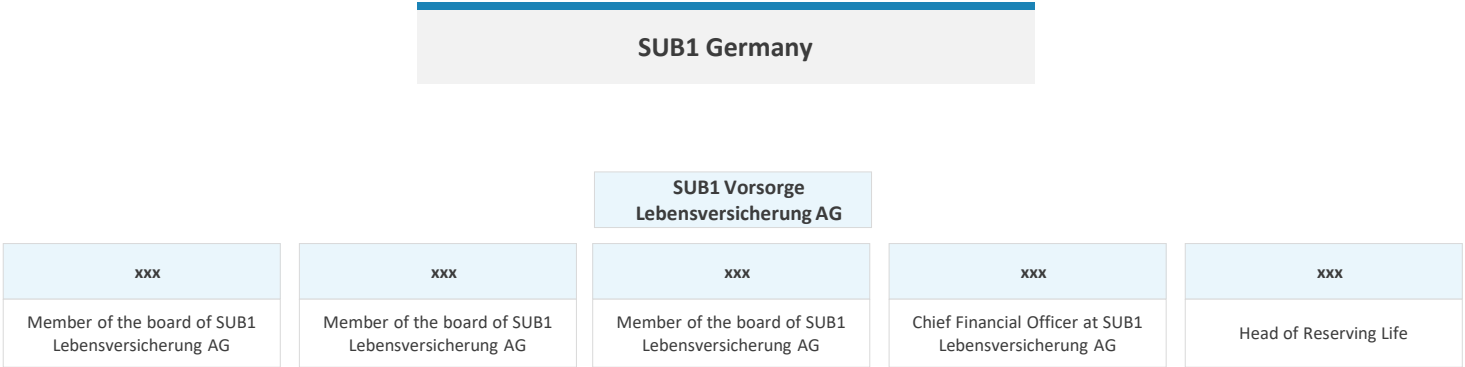 SUB1 Germany
SUB1 Vorsorge
Lebensversicherung AG
xxx
Member of the board of SUB1
Lebensversicherung AG
xxx
Member of the board of SUB1
Lebensversicherung AG
xxx
Member of the board of SUB1
Lebensversicherung AG
xxx
Chief Financial Officer at SUB1
Lebensversicherung AG
xxx
Head of Reserving Life